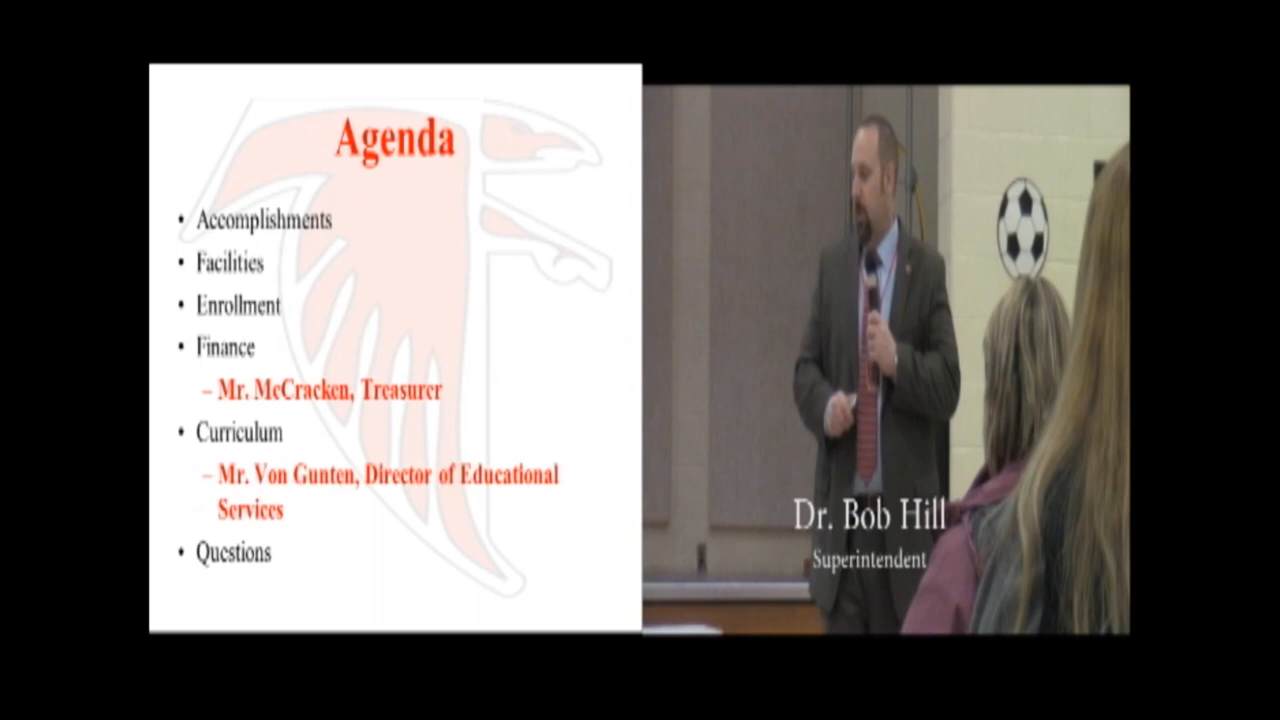 Agenda
• Accomplishments
• Facilities
• Enrollment
• Finance
– Mr. McCracken, Treasurer
• Curriculum
– Mr. Von Gunten, Director of Educational
Services
• Questions
Dr. Bob Hill
Superintendent